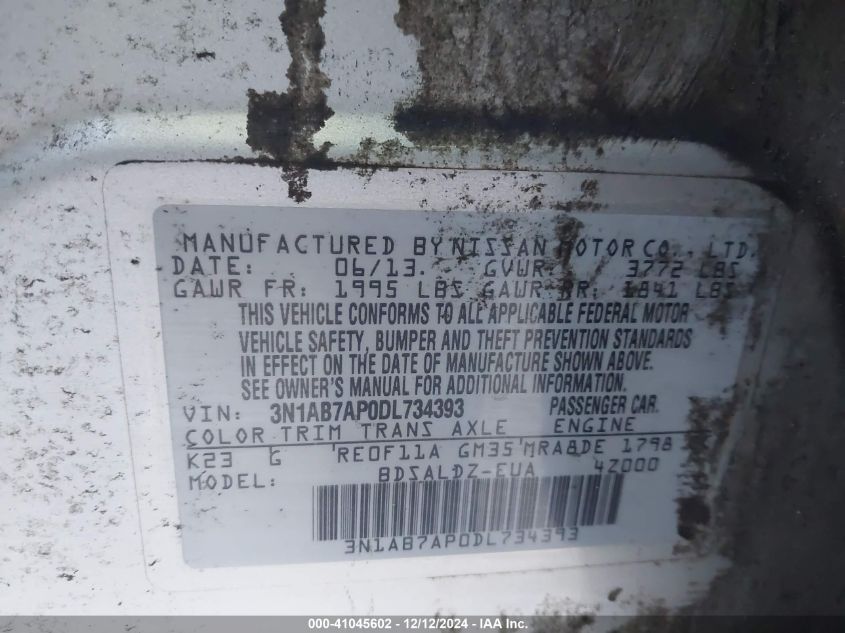 MANUFACTURED BY NISSAN MOTOR CO., LTD.
DATE: 06/13. GVWR: 3772 LBS
GAWR FR: 1995 LBS GAWR RR: 1841 LBS
THIS VEHICLE CONFORMS TO ALL APPLICABLE FEDERAL MOTOR
VEHICLE SAFETY, BUMPER AND THEFT PREVENTION STANDARDS
IN EFFECT ON THE DATE OF MANUFACTURE SHOWN ABOVE.
SEE OWNER'S MANUAL FOR ADDITIONAL INFORMATION.
VIN: 3N1AB7AP0DL734393 PASSENGER CAR.
COLOR TRIM TRANS AXLE ENGINE
K23 G RE0F11A GM35 MRA8DE 1798
MODEL: BDSALDZ-EUA 4Z000
3N1AB7AP0DL734393
000-41045602 - 12/12/2024 - IAA Inc.